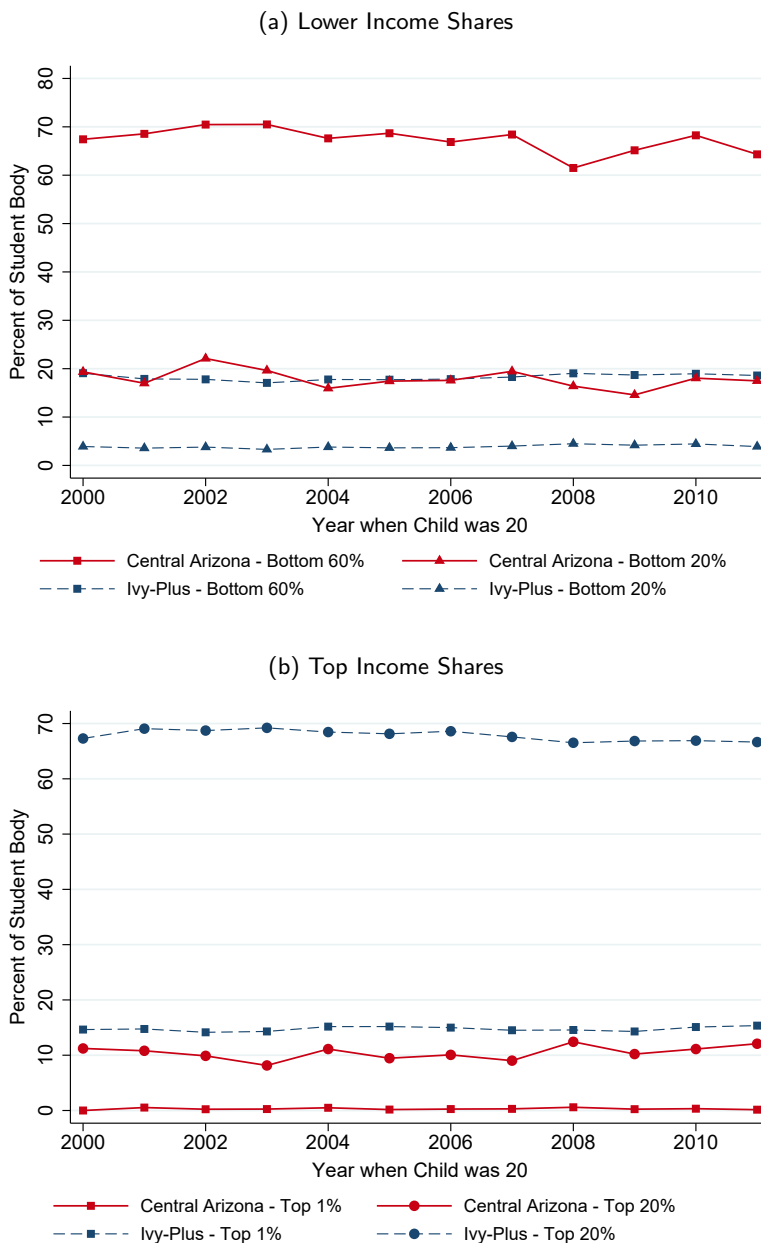 (a) Lower Income Shares
80
70
60
50
40
30
20
10
0
Percent of Student Body
2000 2002 2004 2006 2008 2010
Year when Child was 20
Central Arizona - Bottom 60% Central Arizona - Bottom 20%
Ivy-Plus - Bottom 60% Ivy-Plus - Bottom 20%
(b) Top Income Shares
70
60
50
40
30
20
10
0
Percent of Student Body
2000 2002 2004 2006 2008 2010
Year when Child was 20
Central Arizona - Top 1% Central Arizona - Top 20%
Ivy-Plus - Top 1% Ivy-Plus - Top 20%